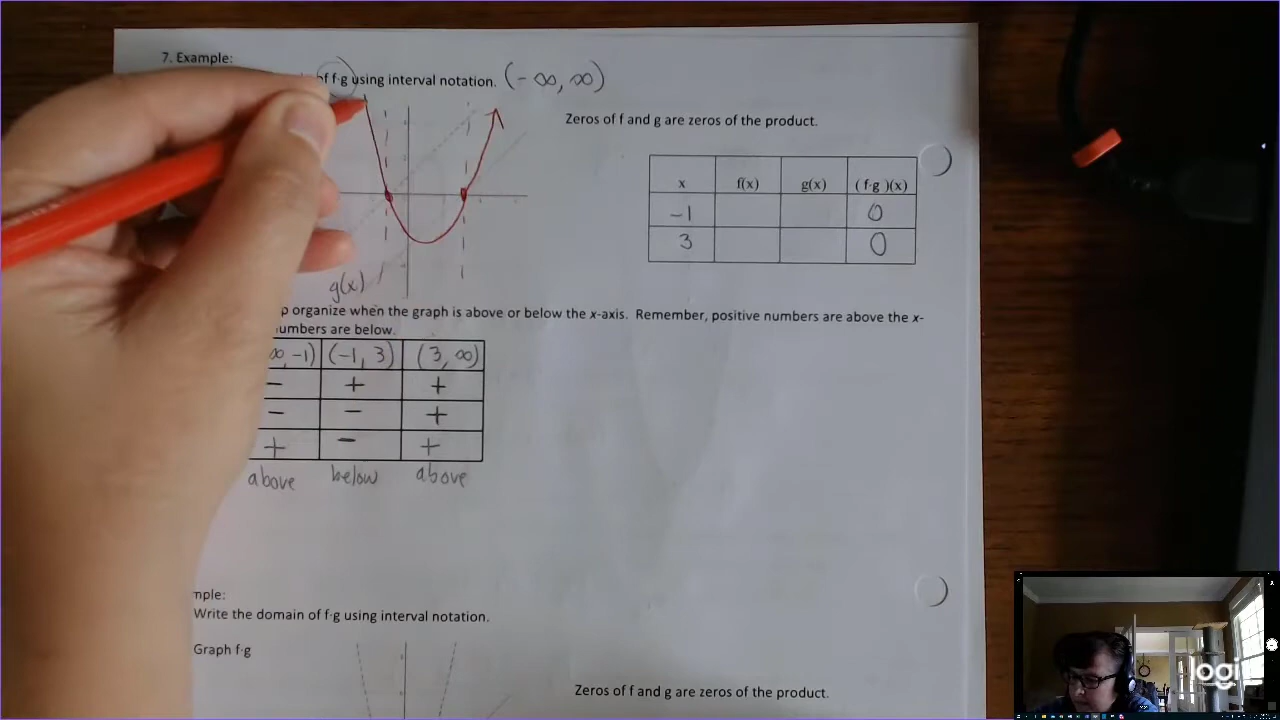 7. Example:
of f·g using interval notation. (-∞, ∞)
Zeros of f and g are zeros of the product.
x f(x) g(x) ( f·g )(x)
-1 0
3 0
g(x)
p organize when the graph is above or below the x-axis. Remember, positive numbers are above the x-
umbers are below.
∞, -1) (-1, 3) (3, ∞)
- + +
- - +
+ - +
above below above
mple:
Write the domain of f·g using interval notation.
Graph f·g
Zeros of f and g are zeros of the product.
logi